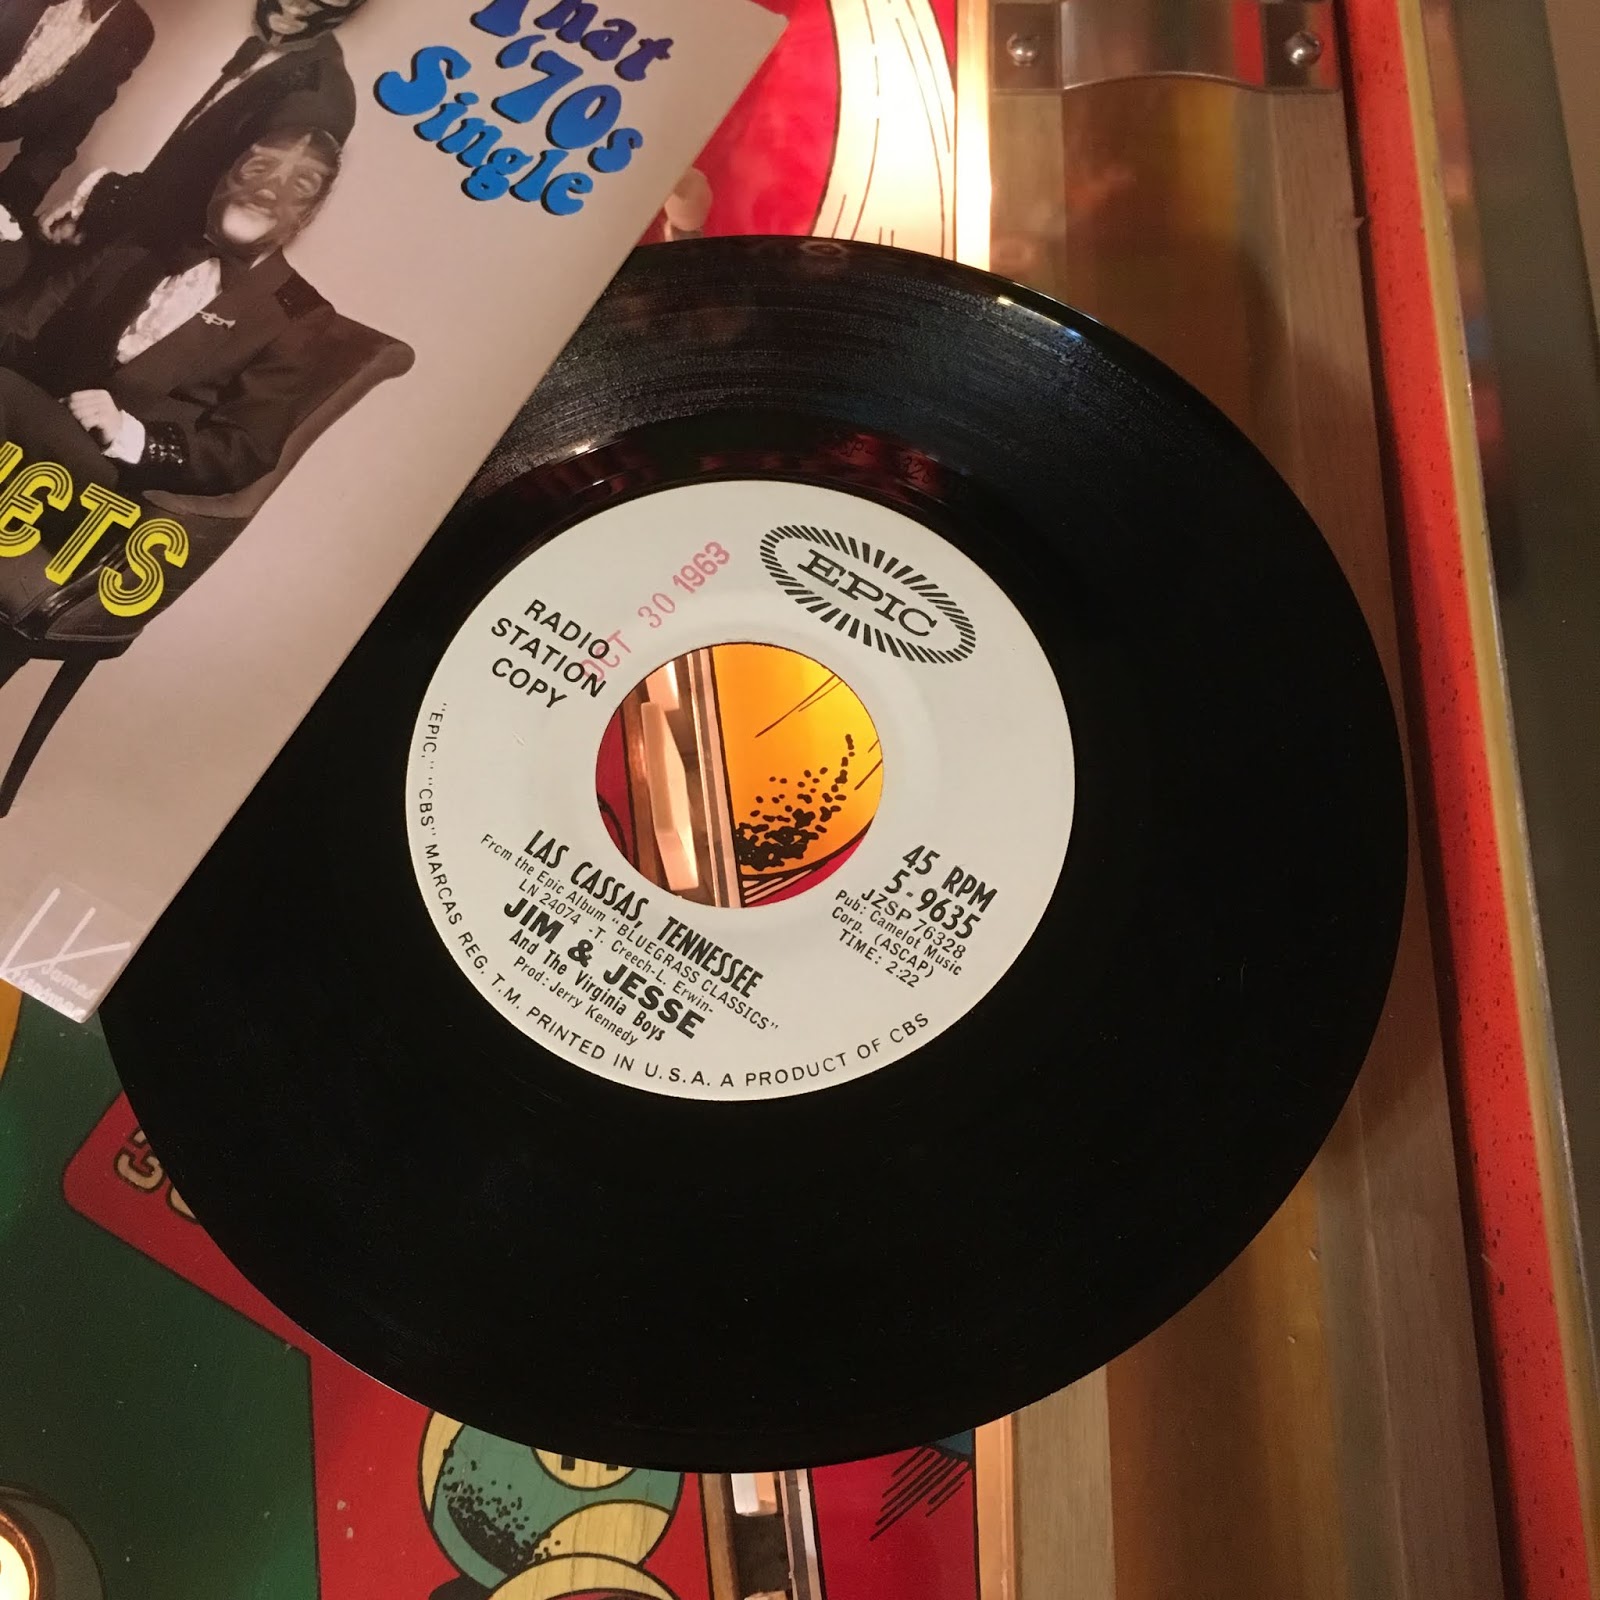 That
'70s
Single
IETS
James
EPIC
RADIO
STATION
COPY
OCT 30 1963
LAS CASSAS, TENNESSEE
From the Epic Album "BLUEGRASS CLASSICS"
LN 24074 -T. Creech-L. Erwin-
JIM & JESSE
And The Virginia Boys
Prod: Jerry Kennedy
45 RPM
5-9635
JZSP 76328
Pub: Camelot Music
Corp. (ASCAP)
TIME: 2:22
"EPIC," "CBS" MARCAS REG. T.M. PRINTED IN U.S.A. A PRODUCT OF CBS